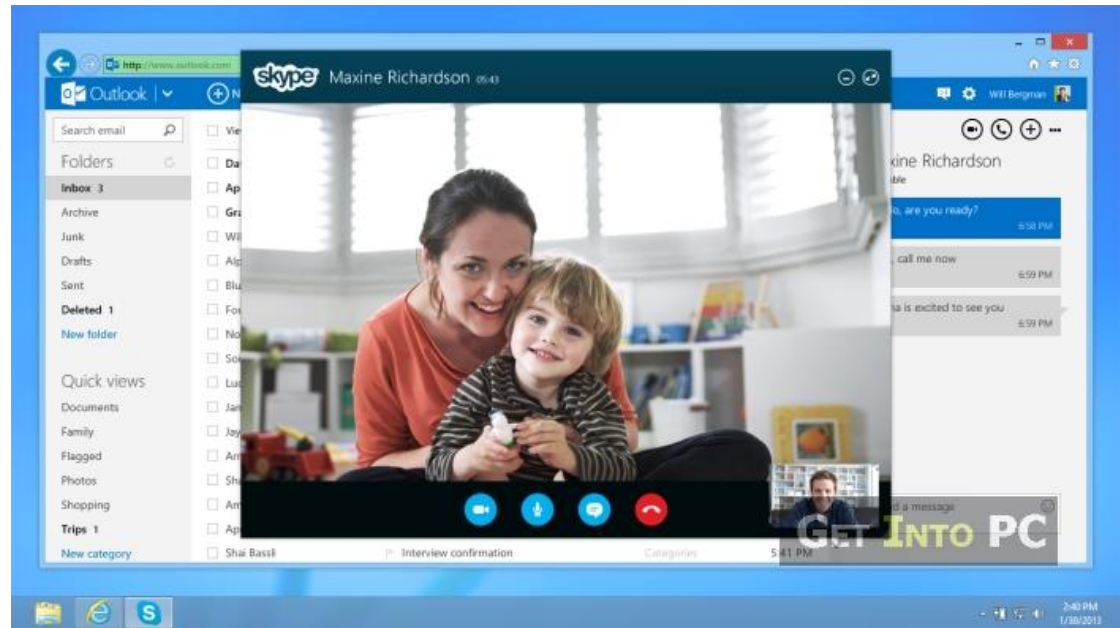 http://www.outlook.com
skype Maxine Richardson 05:43
Outlook
Will Bergman
Search email
Folders
Inbox 3
Archive
Junk
Drafts
Sent
Deleted 1
New folder
Quick views
Documents
Family
Flagged
Photos
Shopping
Trips 1
New category
Shai Bassli Interview confirmation Categories 5:41 PM
Richardson
, are you ready?
6:58 PM
, call me now
6:59 PM
is excited to see you
6:59 PM
a message
GET INTO PC
2:40 PM
1/30/2013